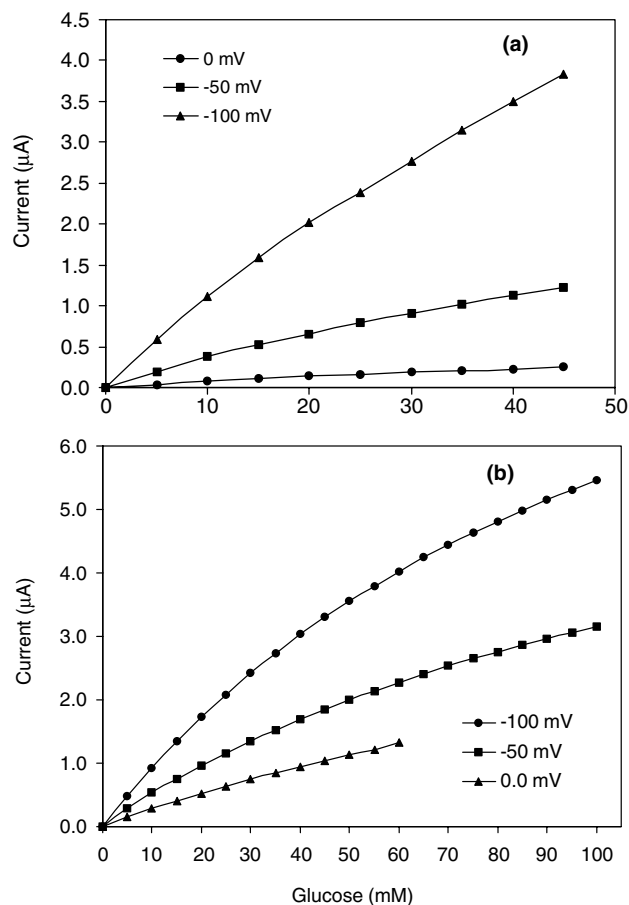 (a)
0 mV
-50 mV
-100 mV
Current (µA)
4.5
4.0
3.5
3.0
2.5
2.0
1.5
1.0
0.5
0.0
0 10 20 30 40 50
(b)
Current (µA)
6.0
5.0
4.0
3.0
2.0
1.0
0.0
-100 mV
-50 mV
0.0 mV
0 10 20 30 40 50 60 70 80 90 100
Glucose (mM)